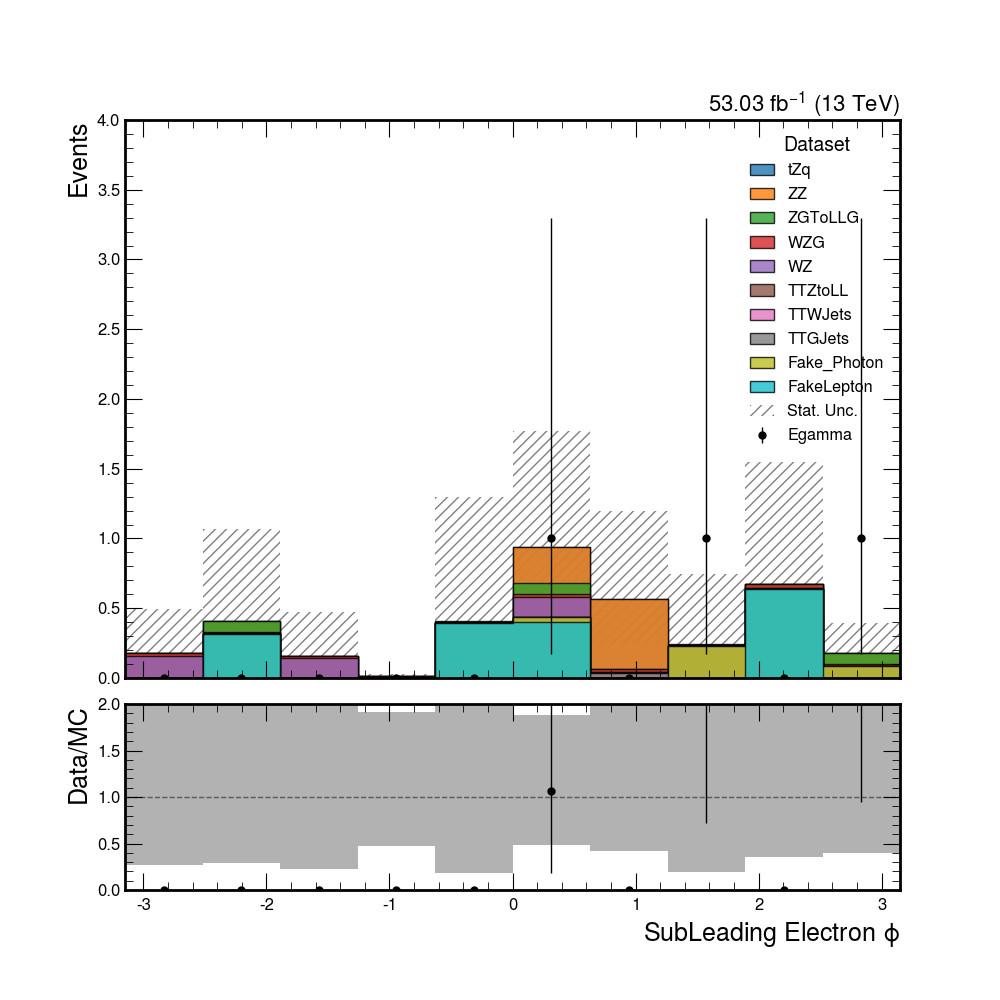 53.03 fb⁻¹ (13 TeV)
Events
4.0
3.5
3.0
2.5
2.0
1.5
1.0
0.5
0.0
Dataset
tZq
ZZ
ZGToLLG
WZG
WZ
TTZtoLL
TTWJets
TTGJets
Fake_Photon
FakeLepton
Stat. Unc.
Egamma
Data/MC
2.0
1.5
1.0
0.5
0.0
-3 -2 -1 0 1 2 3
SubLeading Electron ϕ